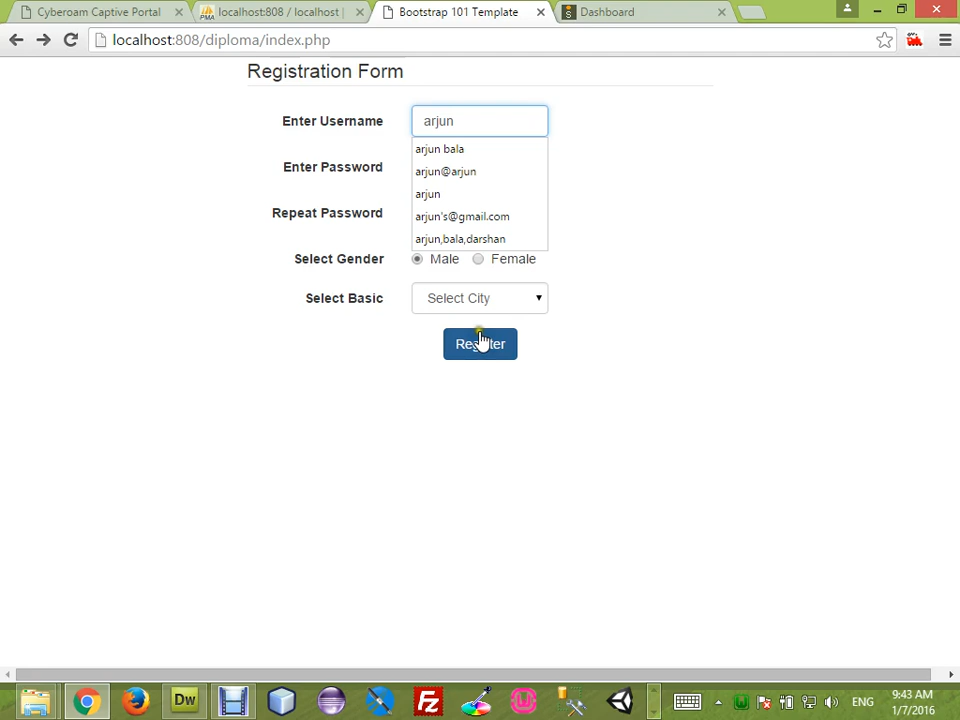 Cyberoam Captive Portal
localhost:808 / localhost |
Bootstrap 101 Template
Dashboard
localhost:808/diploma/index.php
Registration Form
Enter Username
arjun
arjun bala
Enter Password
arjun@arjun
arjun
Repeat Password
arjun's@gmail.com
arjun,bala,darshan
Select Gender
Male
Female
Select Basic
Select City
Register
Dw
Fz
ENG
9:43 AM
1/7/2016